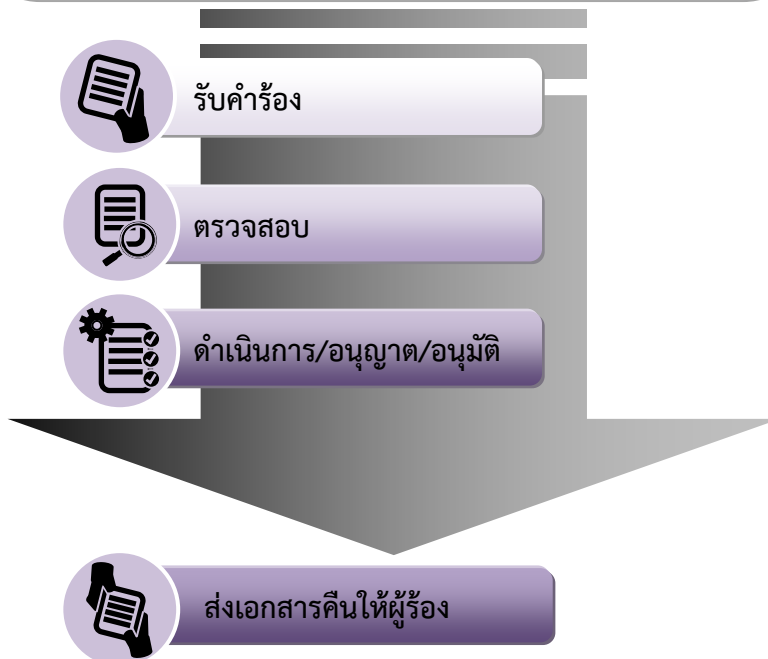 รับคำร้อง
ตรวจสอบ
ดำเนินการ/อนุญาต/อนุมัติ
ส่งเอกสารคืนให้ผู้ร้อง